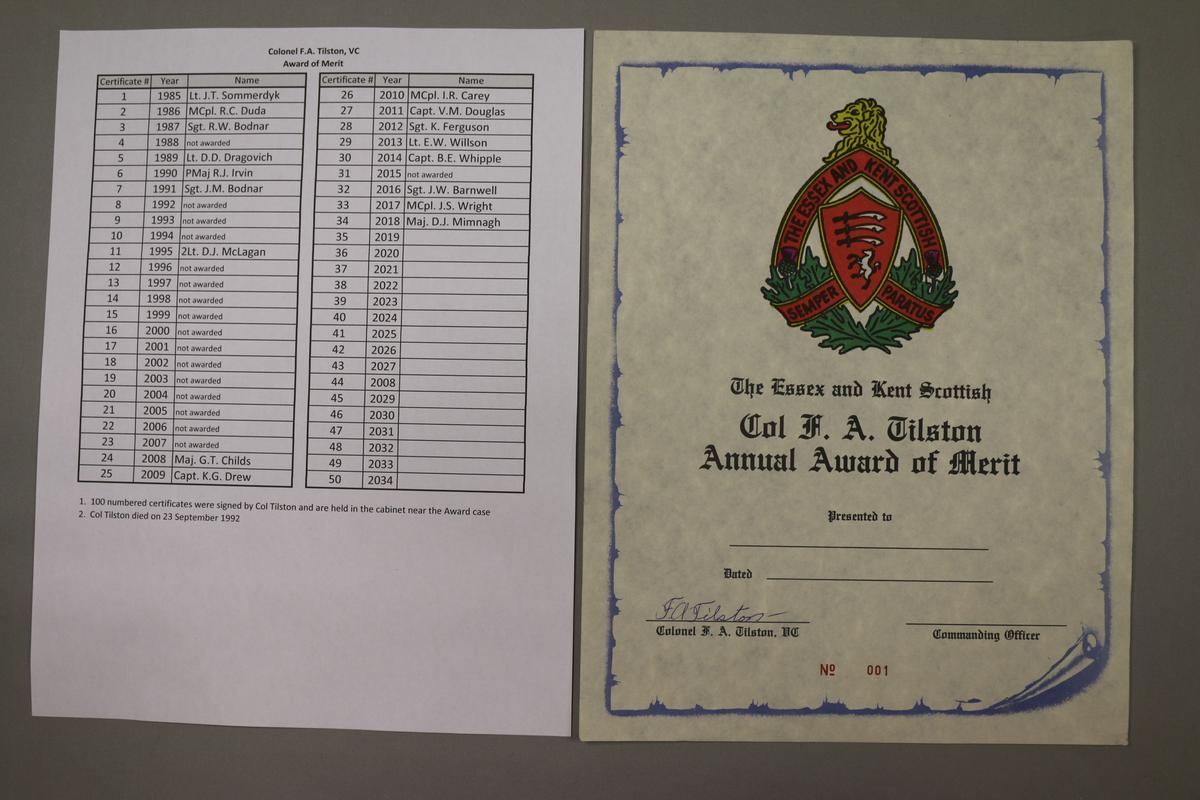 Colonel F.A. Tilston, VC
Award of Merit
Certificate # Year Name
1 1985 Lt. J.T. Sommerdyk
2 1986 MCpl. R.C. Duda
3 1987 Sgt. R.W. Bodnar
4 1988 not awarded
5 1989 Lt. D.D. Dragovich
6 1990 PMaj R.J. Irvin
7 1991 Sgt. J.M. Bodnar
8 1992 not awarded
9 1993 not awarded
10 1994 not awarded
11 1995 2Lt. D.J. McLagan
12 1996 not awarded
13 1997 not awarded
14 1998 not awarded
15 1999 not awarded
16 2000 not awarded
17 2001 not awarded
18 2002 not awarded
19 2003 not awarded
20 2004 not awarded
21 2005 not awarded
22 2006 not awarded
23 2007 not awarded
24 2008 Maj. G.T. Childs
25 2009 Capt. K.G. Drew
Certificate # Year Name
26 2010 MCpl. I.R. Carey
27 2011 Capt. V.M. Douglas
28 2012 Sgt. K. Ferguson
29 2013 Lt. E.W. Willson
30 2014 Capt. B.E. Whipple
31 2015 not awarded
32 2016 Sgt. J.W. Barnwell
33 2017 MCpl. J.S. Wright
34 2018 Maj. D.J. Mimnagh
35 2019
36 2020
37 2021
38 2022
39 2023
40 2024
41 2025
42 2026
43 2027
44 2008
45 2029
46 2030
47 2031
48 2032
49 2033
50 2034
1. 100 numbered certificates were signed by Col Tilston and are held in the cabinet near the Award case
2. Col Tilston died on 23 September 1992
THE ESSEX AND KENT SCOTTISH
SEMPER PARATUS
The Essex and Kent Scottish
Col F. A. Tilston
Annual Award of Merit
Presented to
Dated
FA Tilston
Colonel F. A. Tilston, VC
Commanding Officer
Nº 001